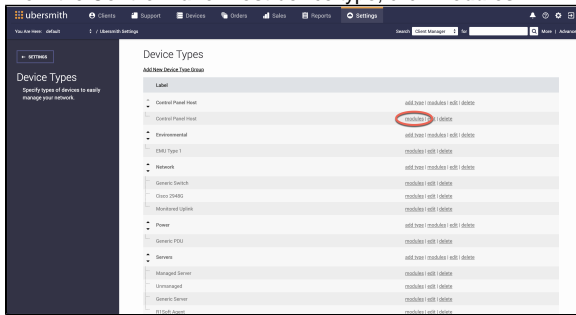 ubersmith Clients Support Devices Orders Sales Reports Settings
You Are Here: default / Ubersmith Settings Search Client Manager for More | Advanced
← SETTINGS
Device Types
Specify types of devices to easily
manage your network.
Device Types
Add New Device Type Group
Label
Control Panel Host add type | modules | edit | delete
Control Panel Host modules | edit | delete
Environmental add type | modules | edit | delete
EMU Type 1 modules | edit | delete
Network add type | modules | edit | delete
Generic Switch modules | edit | delete
Cisco 2948G modules | edit | delete
Monitored Uplink modules | edit | delete
Power add type | modules | edit | delete
Generic PDU modules | edit | delete
Servers add type | modules | edit | delete
Managed Server modules | edit | delete
Unmanaged modules | edit | delete
Generic Server modules | edit | delete
R1Soft Agent modules | edit | delete